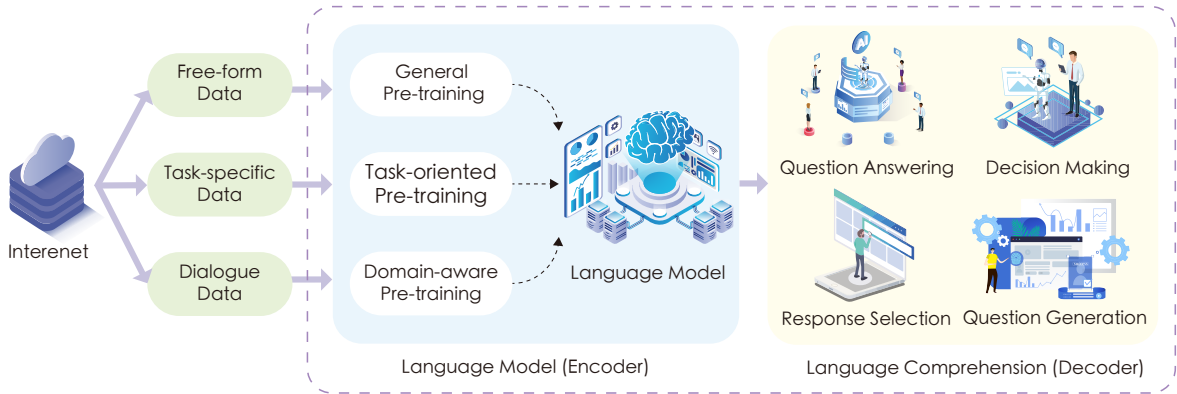 Interenet
Free-form
Data
Task-specific
Data
Dialogue
Data
General
Pre-training
Task-oriented
Pre-training
Domain-aware
Pre-training
Language Model
Language Model (Encoder)
AI
Question Answering
Decision Making
Response Selection
Question Generation
Language Comprehension (Decoder)